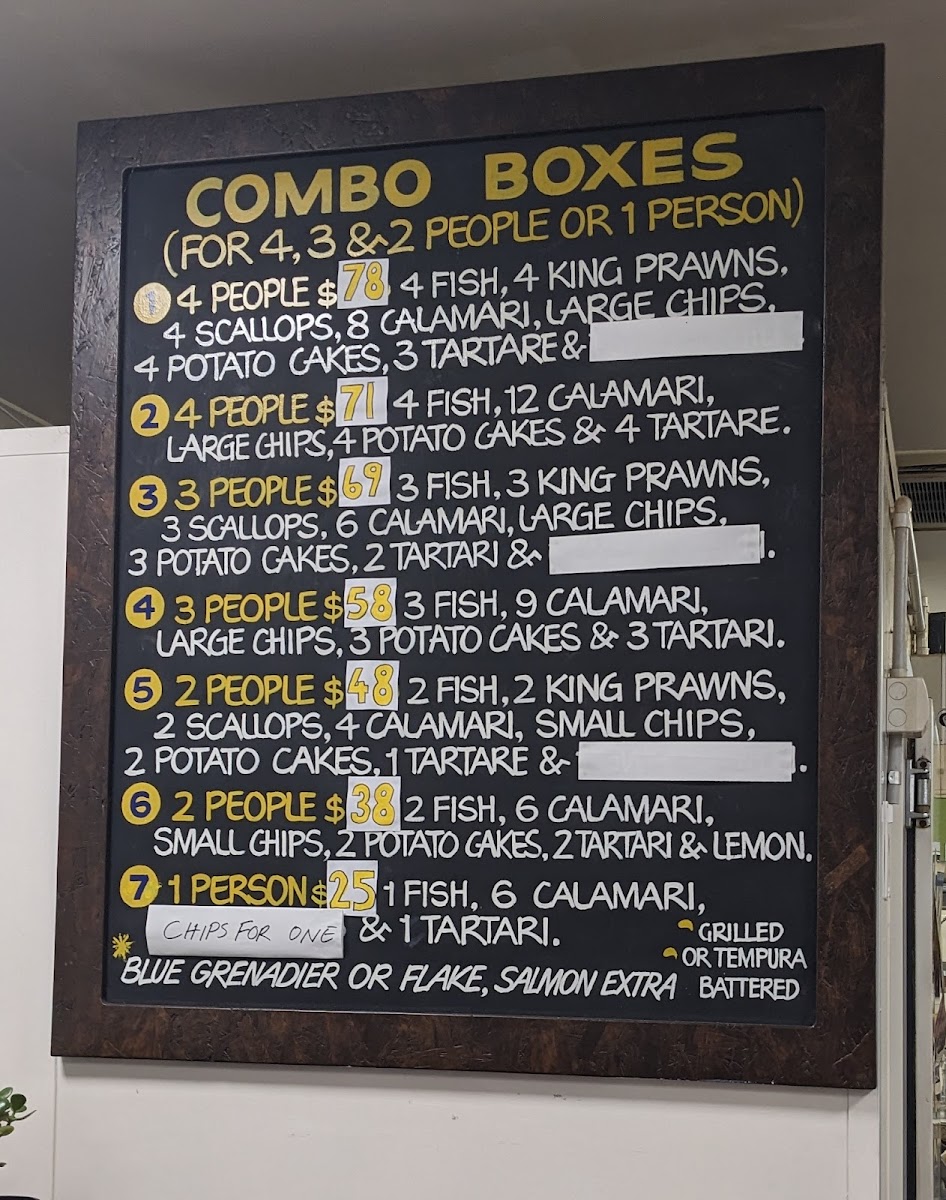 COMBO BOXES
(FOR 4, 3 & 2 PEOPLE OR 1 PERSON)
1 4 PEOPLE $78 4 FISH, 4 KING PRAWNS,
4 SCALLOPS, 8 CALAMARI, LARGE CHIPS,
4 POTATO CAKES, 3 TARTARE &
2 4 PEOPLE $71 4 FISH, 12 CALAMARI,
LARGE CHIPS, 4 POTATO CAKES & 4 TARTARE.
3 3 PEOPLE $69 3 FISH, 3 KING PRAWNS,
3 SCALLOPS, 6 CALAMARI, LARGE CHIPS,
3 POTATO CAKES, 2 TARTARI & .
4 3 PEOPLE $58 3 FISH, 9 CALAMARI,
LARGE CHIPS, 3 POTATO CAKES & 3 TARTARI.
5 2 PEOPLE $48 2 FISH, 2 KING PRAWNS,
2 SCALLOPS, 4 CALAMARI, SMALL CHIPS,
2 POTATO CAKES, 1 TARTARE & .
6 2 PEOPLE $38 2 FISH, 6 CALAMARI,
SMALL CHIPS, 2 POTATO CAKES, 2 TARTARI & LEMON.
7 1 PERSON $25 1 FISH, 6 CALAMARI,
CHIPS FOR ONE & 1 TARTARI.
GRILLED
OR TEMPURA
BATTERED
* BLUE GRENADIER OR FLAKE, SALMON EXTRA